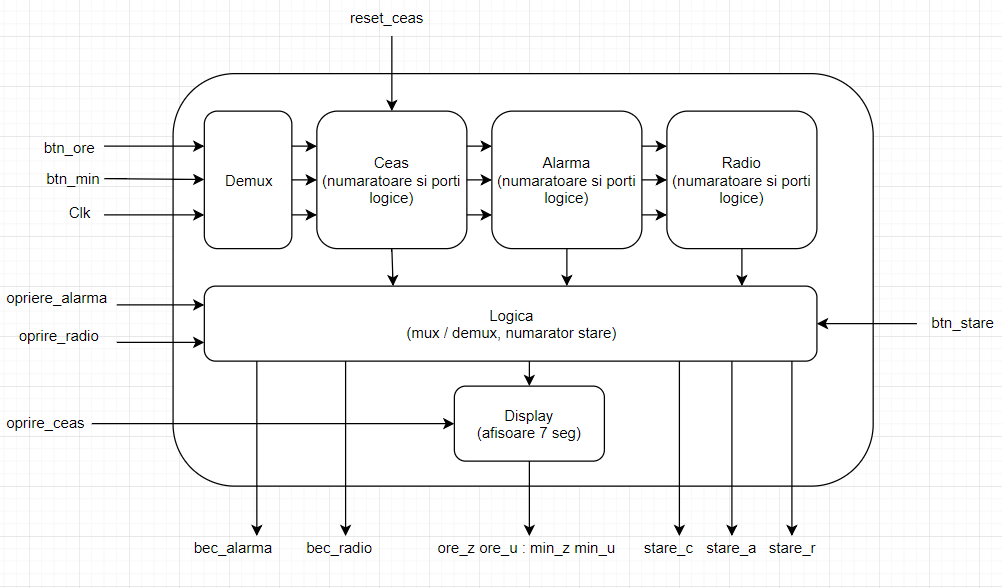 reset_ceas
btn_ore
btn_min
Clk
Demux
Ceas
(numaratoare si porti
logice)
Alarma
(numaratoare si porti
logice)
Radio
(numaratoare si porti
logice)
opriere_alarma
oprire_radio
Logica
(mux / demux, numarator stare)
btn_stare
oprire_ceas
Display
(afisoare 7 seg)
bec_alarma
bec_radio
ore_z ore_u : min_z min_u
stare_c
stare_a
stare_r